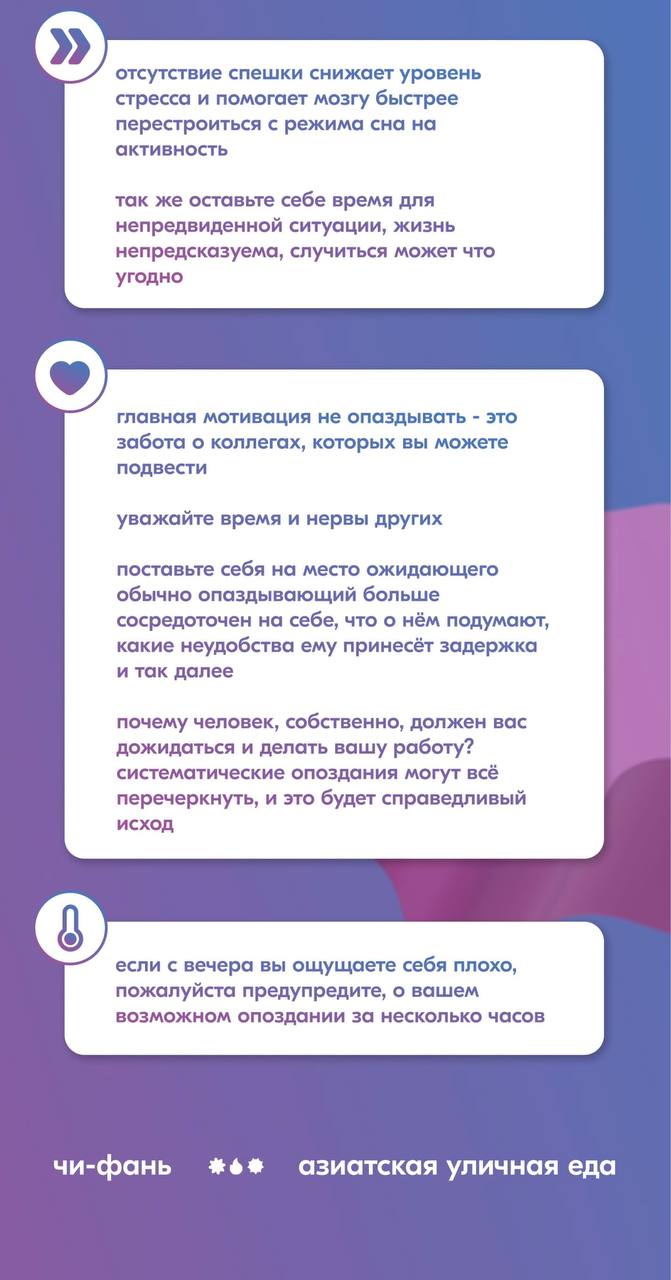 отсутствие спешки снижает уровень
стресса и помогает мозгу быстрее
перестроиться с режима сна на
активность
так же оставьте себе время для
непредвиденной ситуации, жизнь
непредсказуема, случиться может что
угодно
главная мотивация не опаздывать - это
забота о коллегах, которых вы можете
подвести
уважайте время и нервы других
поставьте себя на место ожидающего
обычно опаздывающий больше
сосредоточен на себе, что о нём подумают,
какие неудобства ему принесёт задержка
и так далее
почему человек, собственно, должен вас
дожидаться и делать вашу работу?
систематические опоздания могут всё
перечеркнуть, и это будет справедливый
исход
если с вечера вы ощущаете себя плохо,
пожалуйста предупредите, о вашем
возможном опоздании за несколько часов
чи-фань азиатская уличная еда